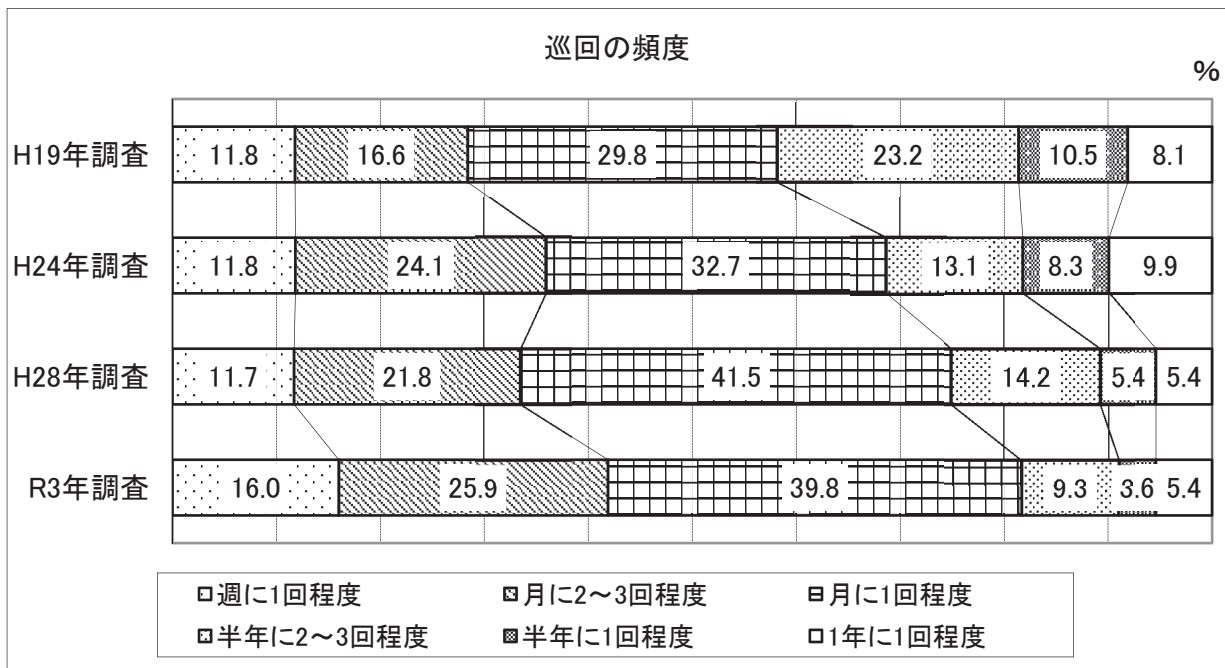 巡回の頻度
%
H19年調査 11.8 16.6 29.8 23.2 10.5 8.1
H24年調査 11.8 24.1 32.7 13.1 8.3 9.9
H28年調査 11.7 21.8 41.5 14.2 5.4 5.4
R3年調査 16.0 25.9 39.8 9.3 3.6 5.4
週に1回程度 月に2～3回程度 月に1回程度
半年に2～3回程度 半年に1回程度 1年に1回程度